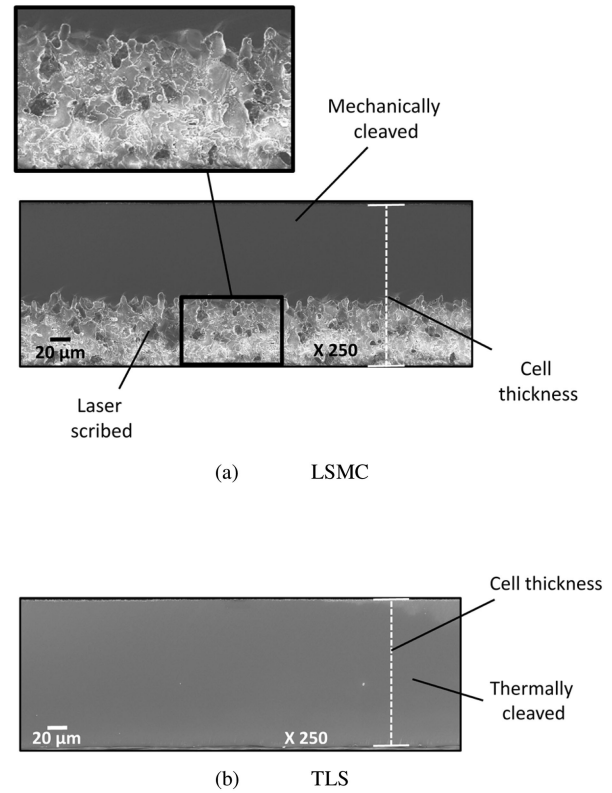 Mechanically
cleaved
20 µm
X 250
Cell
thickness
Laser
scribed
(a) LSMC
Cell thickness
Thermally
cleaved
20 µm
X 250
(b) TLS